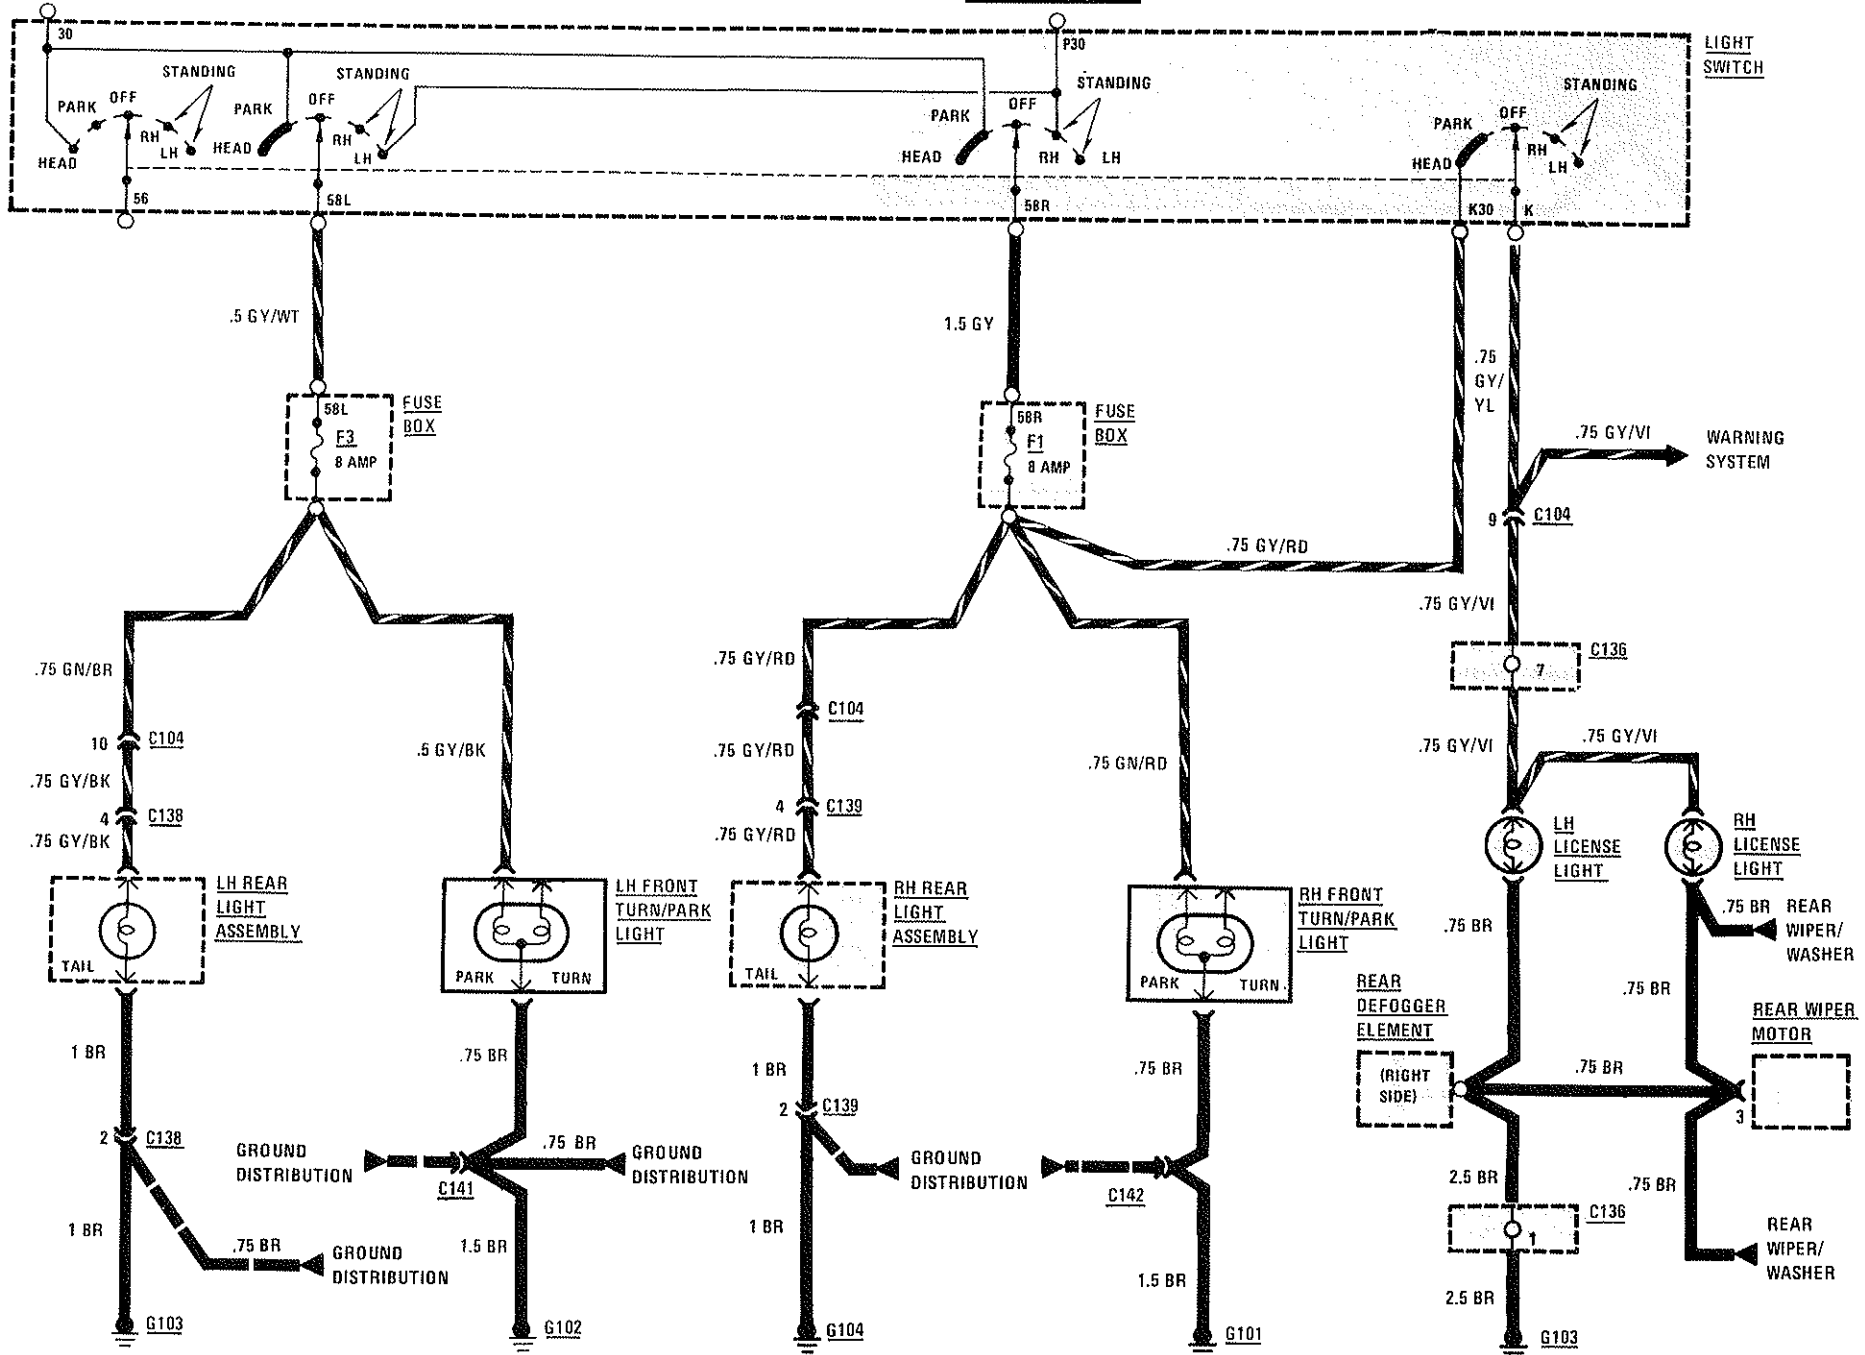 30
P30
LIGHT
SWITCH
STANDING
STANDING
STANDING
STANDING
PARK
OFF
RH
LH
HEAD
PARK
OFF
RH
LH
HEAD
PARK
OFF
RH
LH
HEAD
PARK
OFF
RH
LH
HEAD
56
58L
58R
K30
K
.5 GY/WT
1.5 GY
.75
GY/
YL
58L
F3
8 AMP
FUSE
BOX
58R
F1
8 AMP
FUSE
BOX
.75 GY/VI
WARNING
SYSTEM
9
C104
.75 GY/RD
.75 GY/VI
C136
7
.75 GN/BR
.75 GY/RD
10
C104
.5 GY/BK
C104
.75 GY/RD
.75 GN/RD
.75 GY/VI
.75 GY/VI
.75 GY/BK
4
C138
4
C139
.75 GY/BK
.75 GY/RD
LH
LICENSE
LIGHT
RH
LICENSE
LIGHT
LH REAR
LIGHT
ASSEMBLY
TAIL
LH FRONT
TURN/PARK
LIGHT
PARK
TURN
RH REAR
LIGHT
ASSEMBLY
TAIL
RH FRONT
TURN/PARK
LIGHT
PARK
TURN
.75 BR
.75 BR
REAR
WIPER/
WASHER
.75 BR
REAR
DEFOGGER
ELEMENT
(RIGHT
SIDE)
REAR WIPER
MOTOR
3
.75 BR
1 BR
.75 BR
1 BR
.75 BR
2
C138
2
C139
GROUND
DISTRIBUTION
C141
.75 BR
GROUND
DISTRIBUTION
GROUND
DISTRIBUTION
C142
2.5 BR
.75 BR
C136
1
1 BR
.75 BR
GROUND
DISTRIBUTION
1.5 BR
1 BR
1.5 BR
2.5 BR
REAR
WIPER/
WASHER
G103
G102
G104
G101
G103